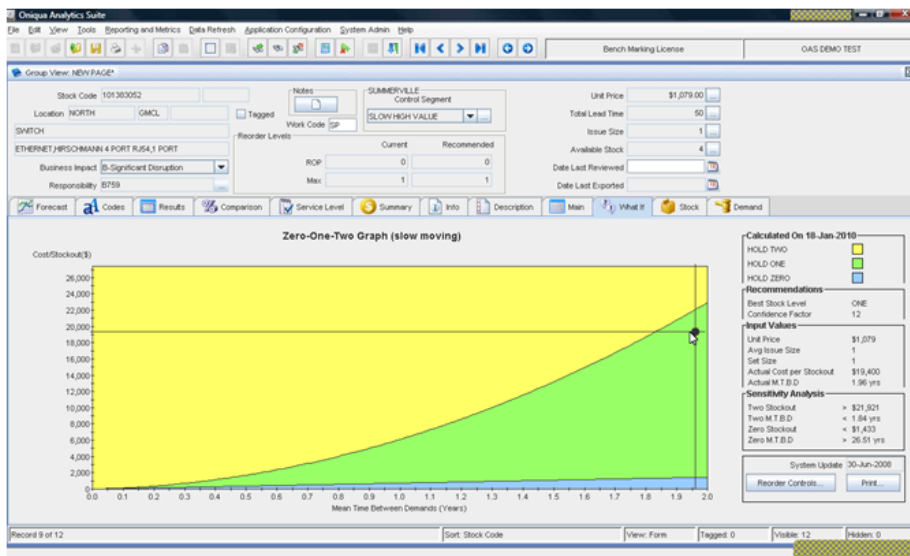 Oniqua Analytics Suite
File Edit View Tools Reporting and Metrics Data Refresh Application Configuration System Admin Help
Bench Marking License OAS DEMO TEST
Group View: NEW PAGE*
Stock Code 101383052
Location NORTH GMCL
SWITCH
ETHERNET,HIRSCHMANN 4 PORT RJ54,1 PORT
Business Impact B-Significant Disruption
Responsibility B759
Tagged
Notes
Work Code SP
SUMMERVILLE
Control Segment
SLOW HIGH VALUE
Reorder Levels
Current Recommended
ROP 0 0
Max 1 1
Unit Price $1,079.00
Total Lead Time 50
Issue Size 1
Available Stock 4
Date Last Reviewed
Date Last Exported
Forecast Codes Results Comparison Service Level Summary Info Description Main What If Stock Demand
Zero-One-Two Graph (slow moving)
Cost/Stockout($)
26,000
24,000
22,000
20,000
18,000
16,000
14,000
12,000
10,000
8,000
6,000
4,000
2,000
0
0.0 0.1 0.2 0.3 0.4 0.5 0.6 0.7 0.8 0.9 1.0 1.1 1.2 1.3 1.4 1.5 1.6 1.7 1.8 1.9 2.0
Mean Time Between Demands (Years)
Calculated On 18-Jan-2010
HOLD TWO
HOLD ONE
HOLD ZERO
Recommendations
Best Stock Level ONE
Confidence Factor 12
Input Values
Unit Price $1,079
Avg Issue Size 1
Set Size 1
Actual Cost per Stockout $19,400
Actual M.T.B.D 1.96 yrs
Sensitivity Analysis
Two Stockout > $21,921
Two M.T.B.D < 1.84 yrs
Zero Stockout < $1,433
Zero M.T.B.D > 26.51 yrs
System Update 30-Jun-2008
Reorder Controls... Print...
Record 9 of 12 Sort: Stock Code View: Form Tagged: 0 Visible: 12 Hidden: 0